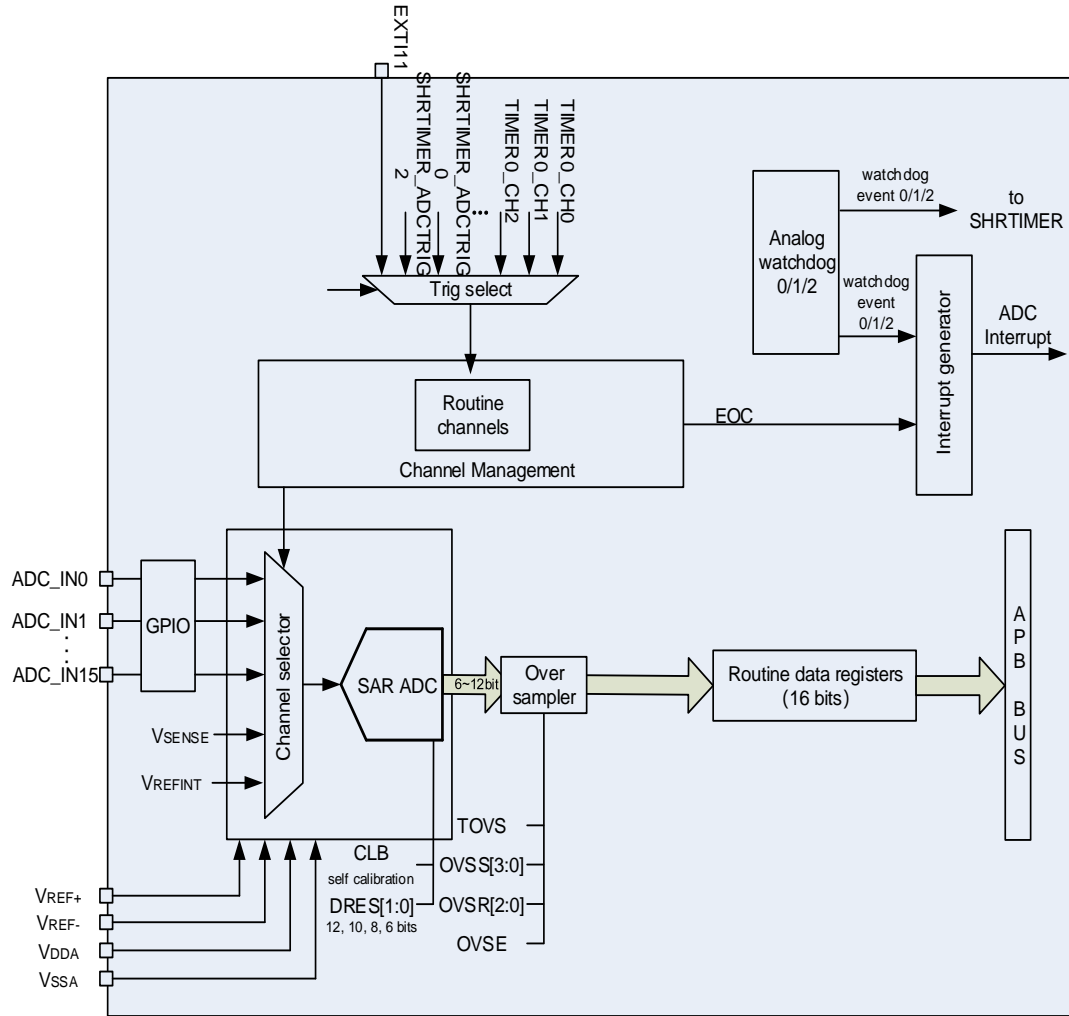 EXTI11
SHRTIMER_ADCTRIG
2
SHRTIMER_ADCTRIG
0
...
TIMER0_CH2
TIMER0_CH1
TIMER0_CH0
Trig select
Analog
watchdog
0/1/2
watchdog
event 0/1/2
to
SHRTIMER
watchdog
event
0/1/2
Interrupt generator
ADC
Interrupt
Routine
channels
Channel Management
EOC
ADC_IN0
ADC_IN1
ADC_IN15
GPIO
VSENSE
VREFINT
Channel selector
SAR ADC
6~12bit
Over
sampler
Routine data registers
(16 bits)
APB BUS
CLB
self calibration
DRES[1:0]
12, 10, 8, 6 bits
TOVS
OVSS[3:0]
OVSR[2:0]
OVSE
VREF+
VREF-
VDDA
VSSA